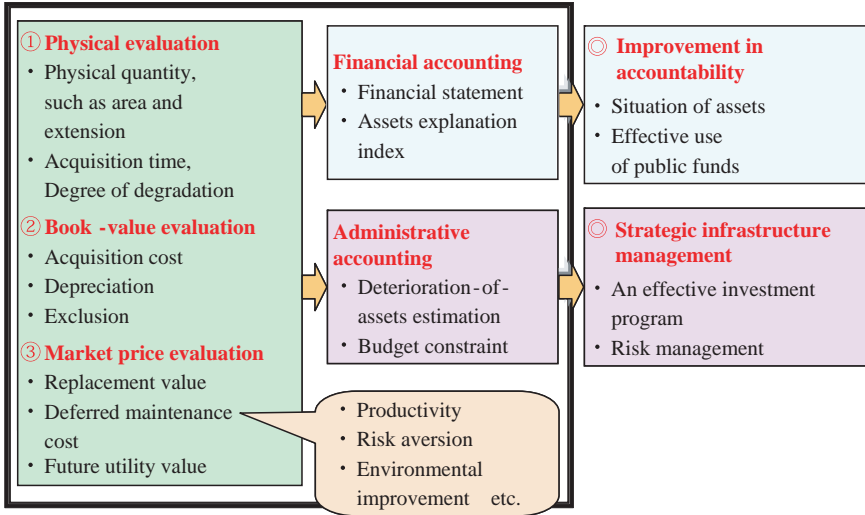 ① Physical evaluation
・ Physical quantity,
such as area and
extension
・ Acquisition time,
Degree of degradation
② Book -value evaluation
・ Acquisition cost
・ Depreciation
・ Exclusion
③ Market price evaluation
・ Replacement value
・ Deferred maintenance
cost
・ Future utility value
Financial accounting
・ Financial statement
・ Assets explanation
index
Administrative
accounting
・ Deterioration-of-
assets estimation
・ Budget constraint
・ Productivity
・ Risk aversion
・ Environmental
improvement etc.
◎ Improvement in
accountability
・ Situation of assets
・ Effective use
of public funds
◎ Strategic infrastructure
management
・ An effective investment
program
・ Risk management